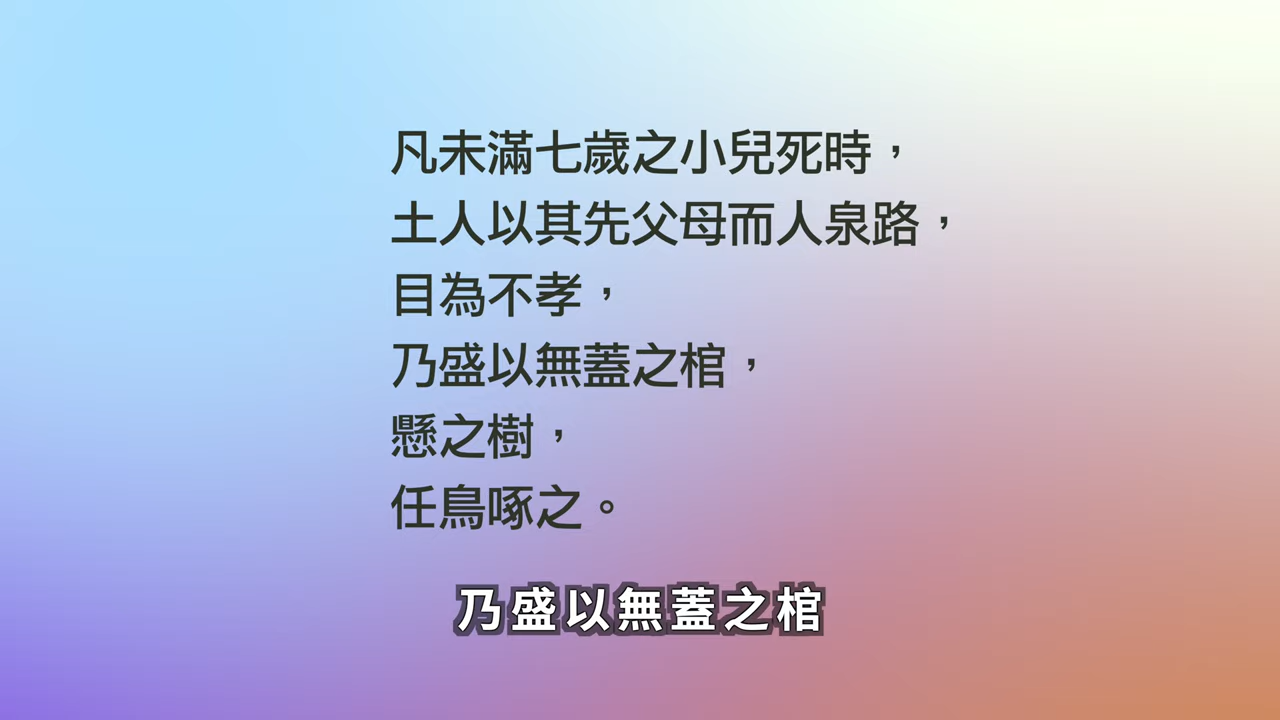 凡未滿七歲之小兒死時，
土人以其先父母而人泉路，
目為不孝，
乃盛以無蓋之棺，
懸之樹，
任鳥啄之。
乃盛以無蓋之棺